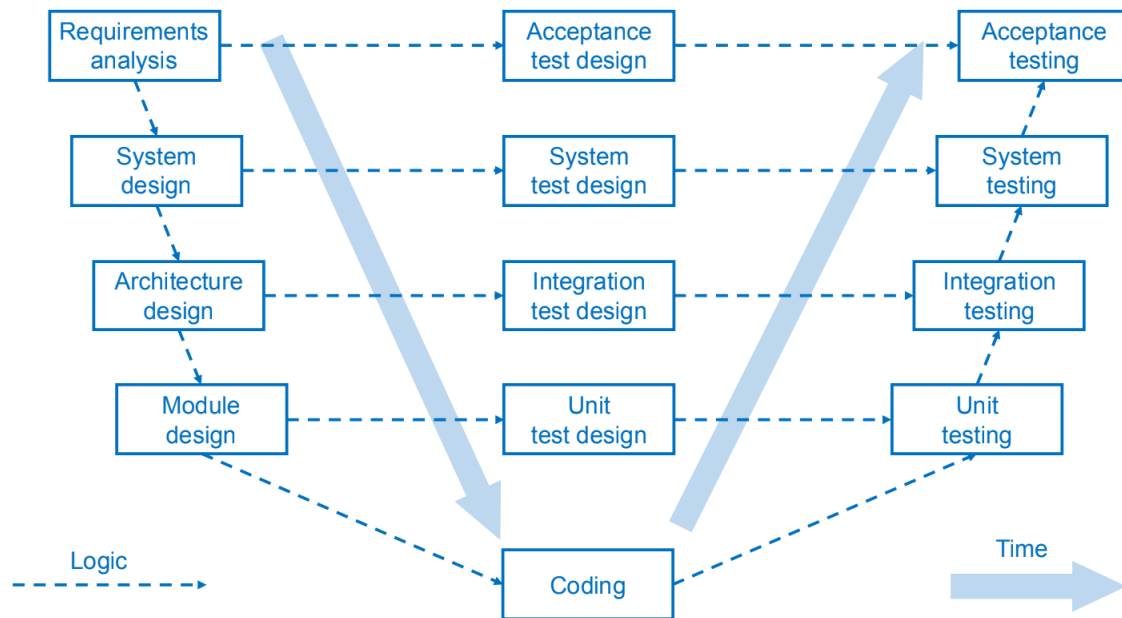 Requirements
analysis
Acceptance
test design
Acceptance
testing
System
design
System
test design
System
testing
Architecture
design
Integration
test design
Integration
testing
Module
design
Unit
test design
Unit
testing
Logic
Coding
Time